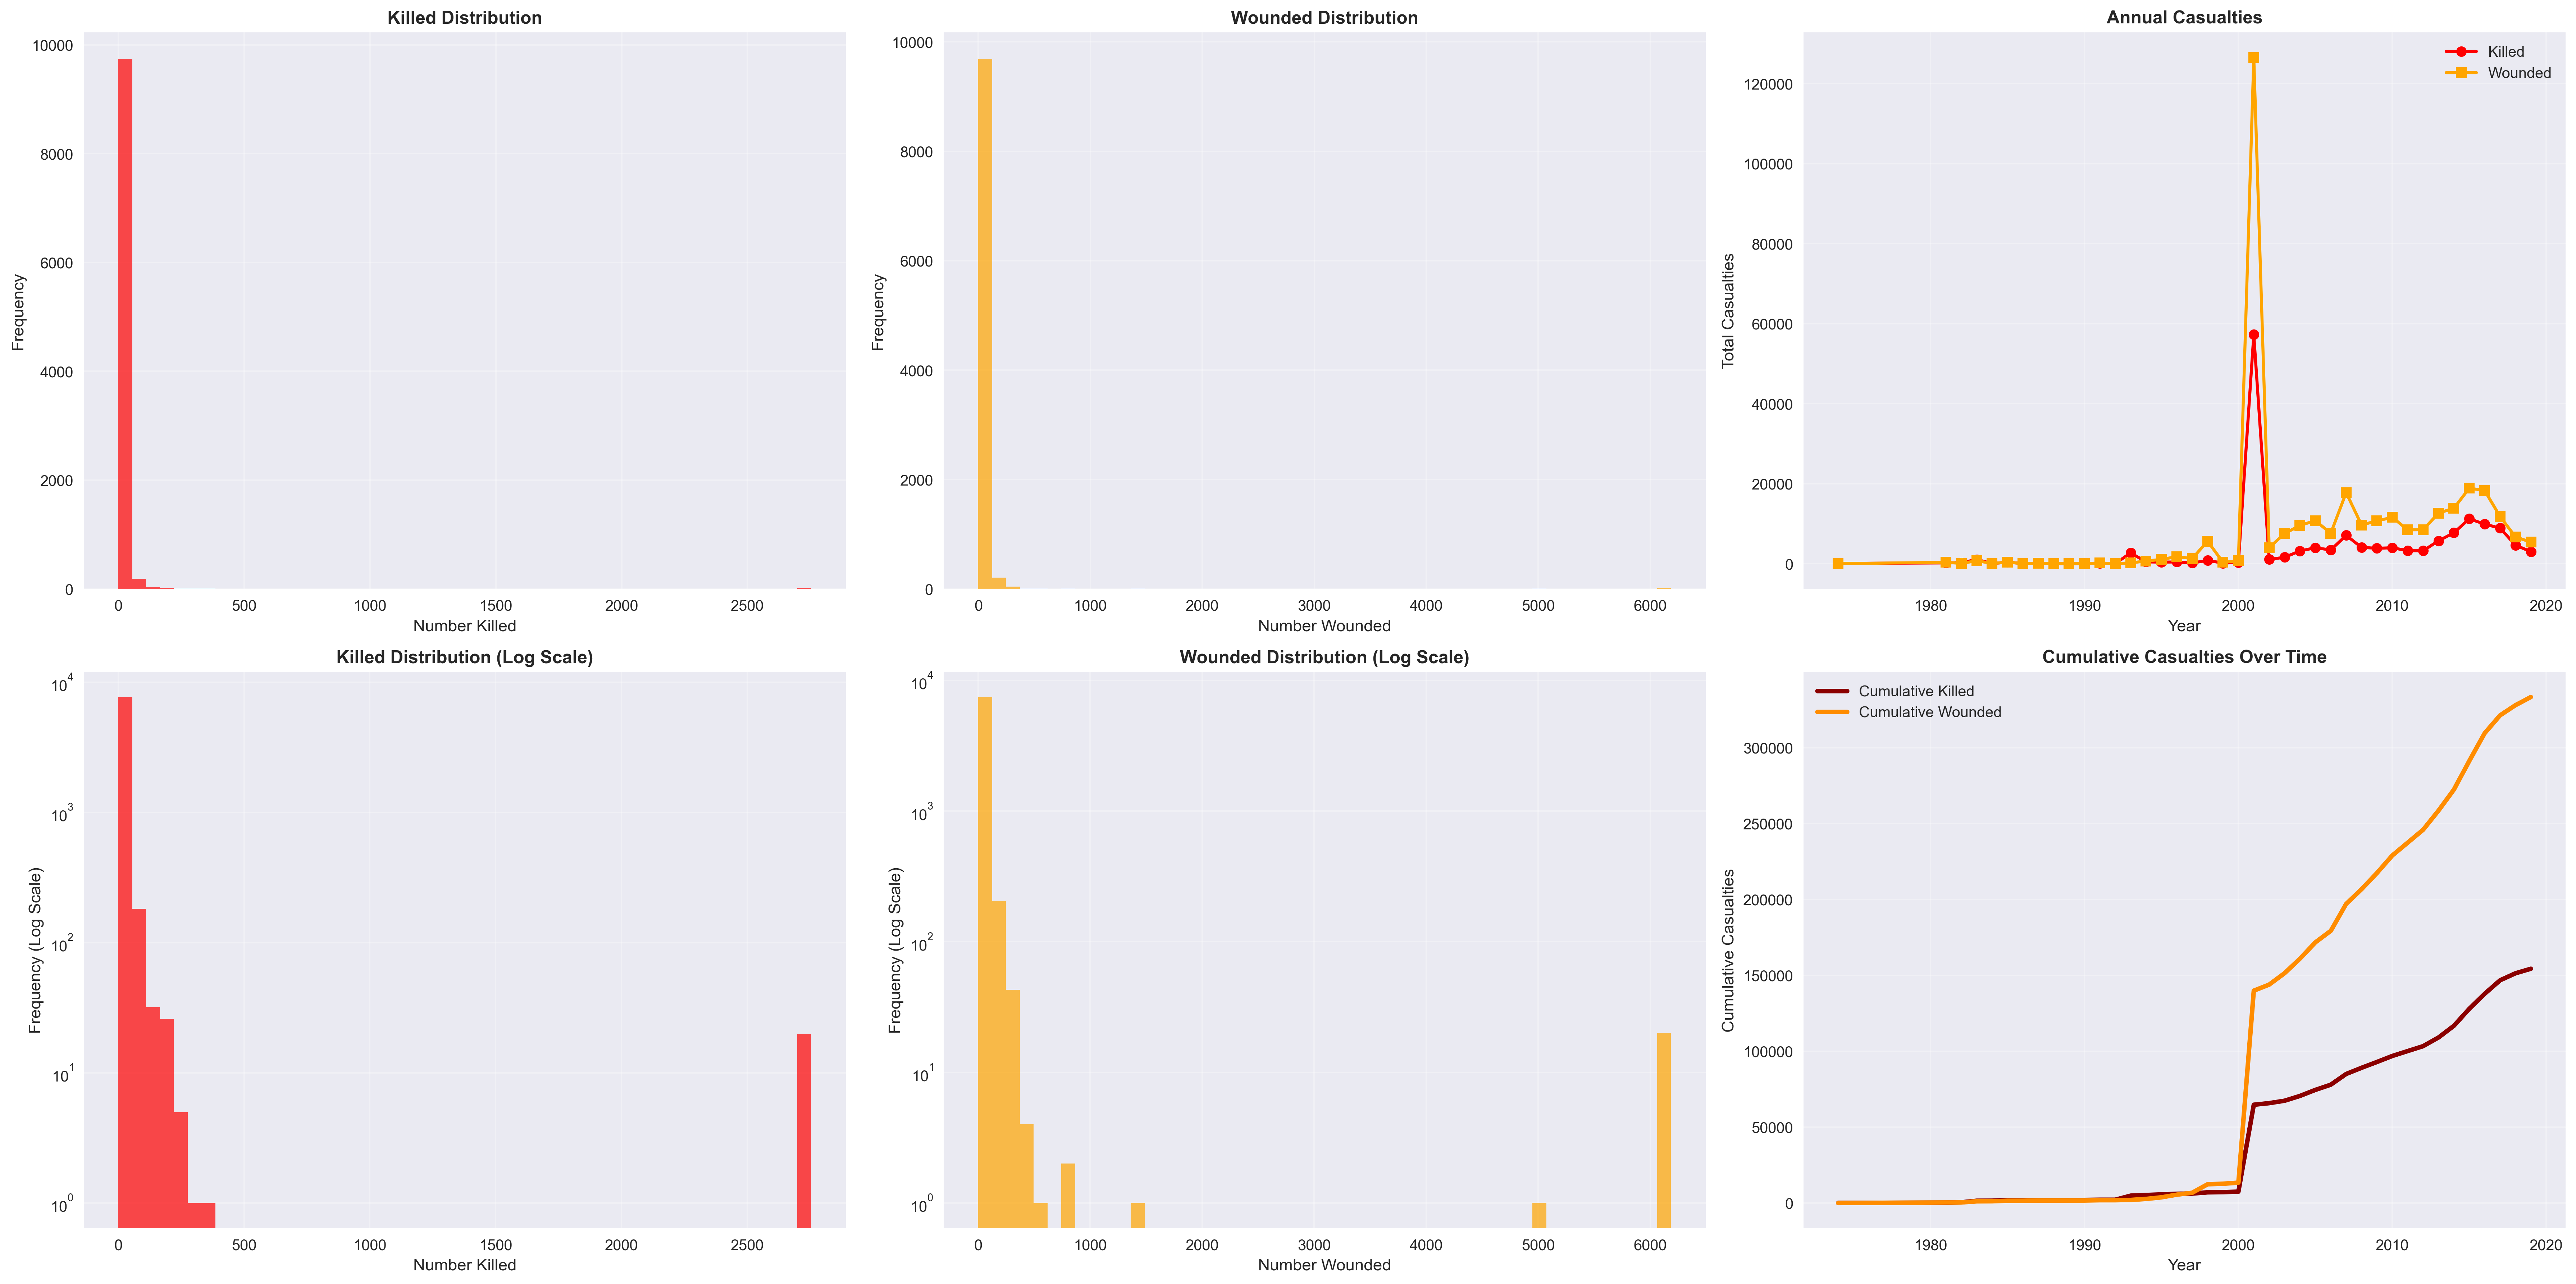 Killed Distribution
10000
8000
6000
4000
2000
0
Frequency
0 500 1000 1500 2000 2500
Number Killed
Wounded Distribution
10000
8000
6000
4000
2000
0
Frequency
0 1000 2000 3000 4000 5000 6000
Number Wounded
Annual Casualties
Killed
Wounded
120000
100000
80000
60000
40000
20000
0
Total Casualties
1980 1990 2000 2010 2020
Year
Killed Distribution (Log Scale)
10^4
10^3
10^2
10^1
10^0
Frequency (Log Scale)
0 500 1000 1500 2000 2500
Number Killed
Wounded Distribution (Log Scale)
10^4
10^3
10^2
10^1
10^0
Frequency (Log Scale)
0 1000 2000 3000 4000 5000 6000
Number Wounded
Cumulative Casualties Over Time
Cumulative Killed
Cumulative Wounded
300000
250000
200000
150000
100000
50000
0
Cumulative Casualties
1980 1990 2000 2010 2020
Year